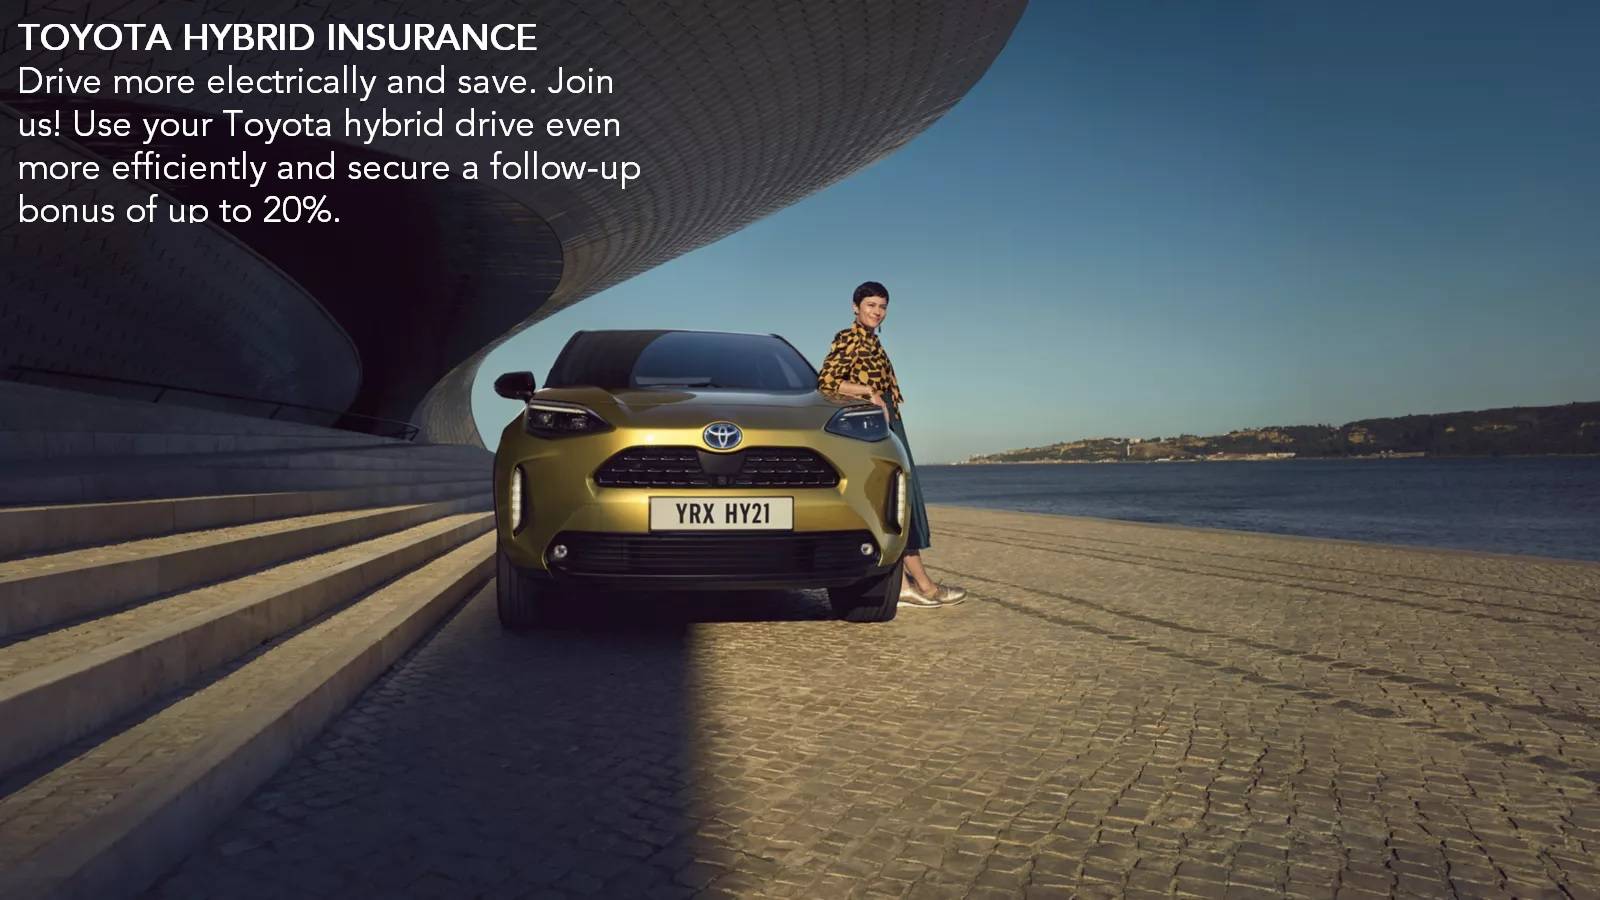 TOYOTA HYBRID INSURANCE
Drive more electrically and save. Join
us! Use your Toyota hybrid drive even
more efficiently and secure a follow-up
bonus of up to 20%.
YRX HY21